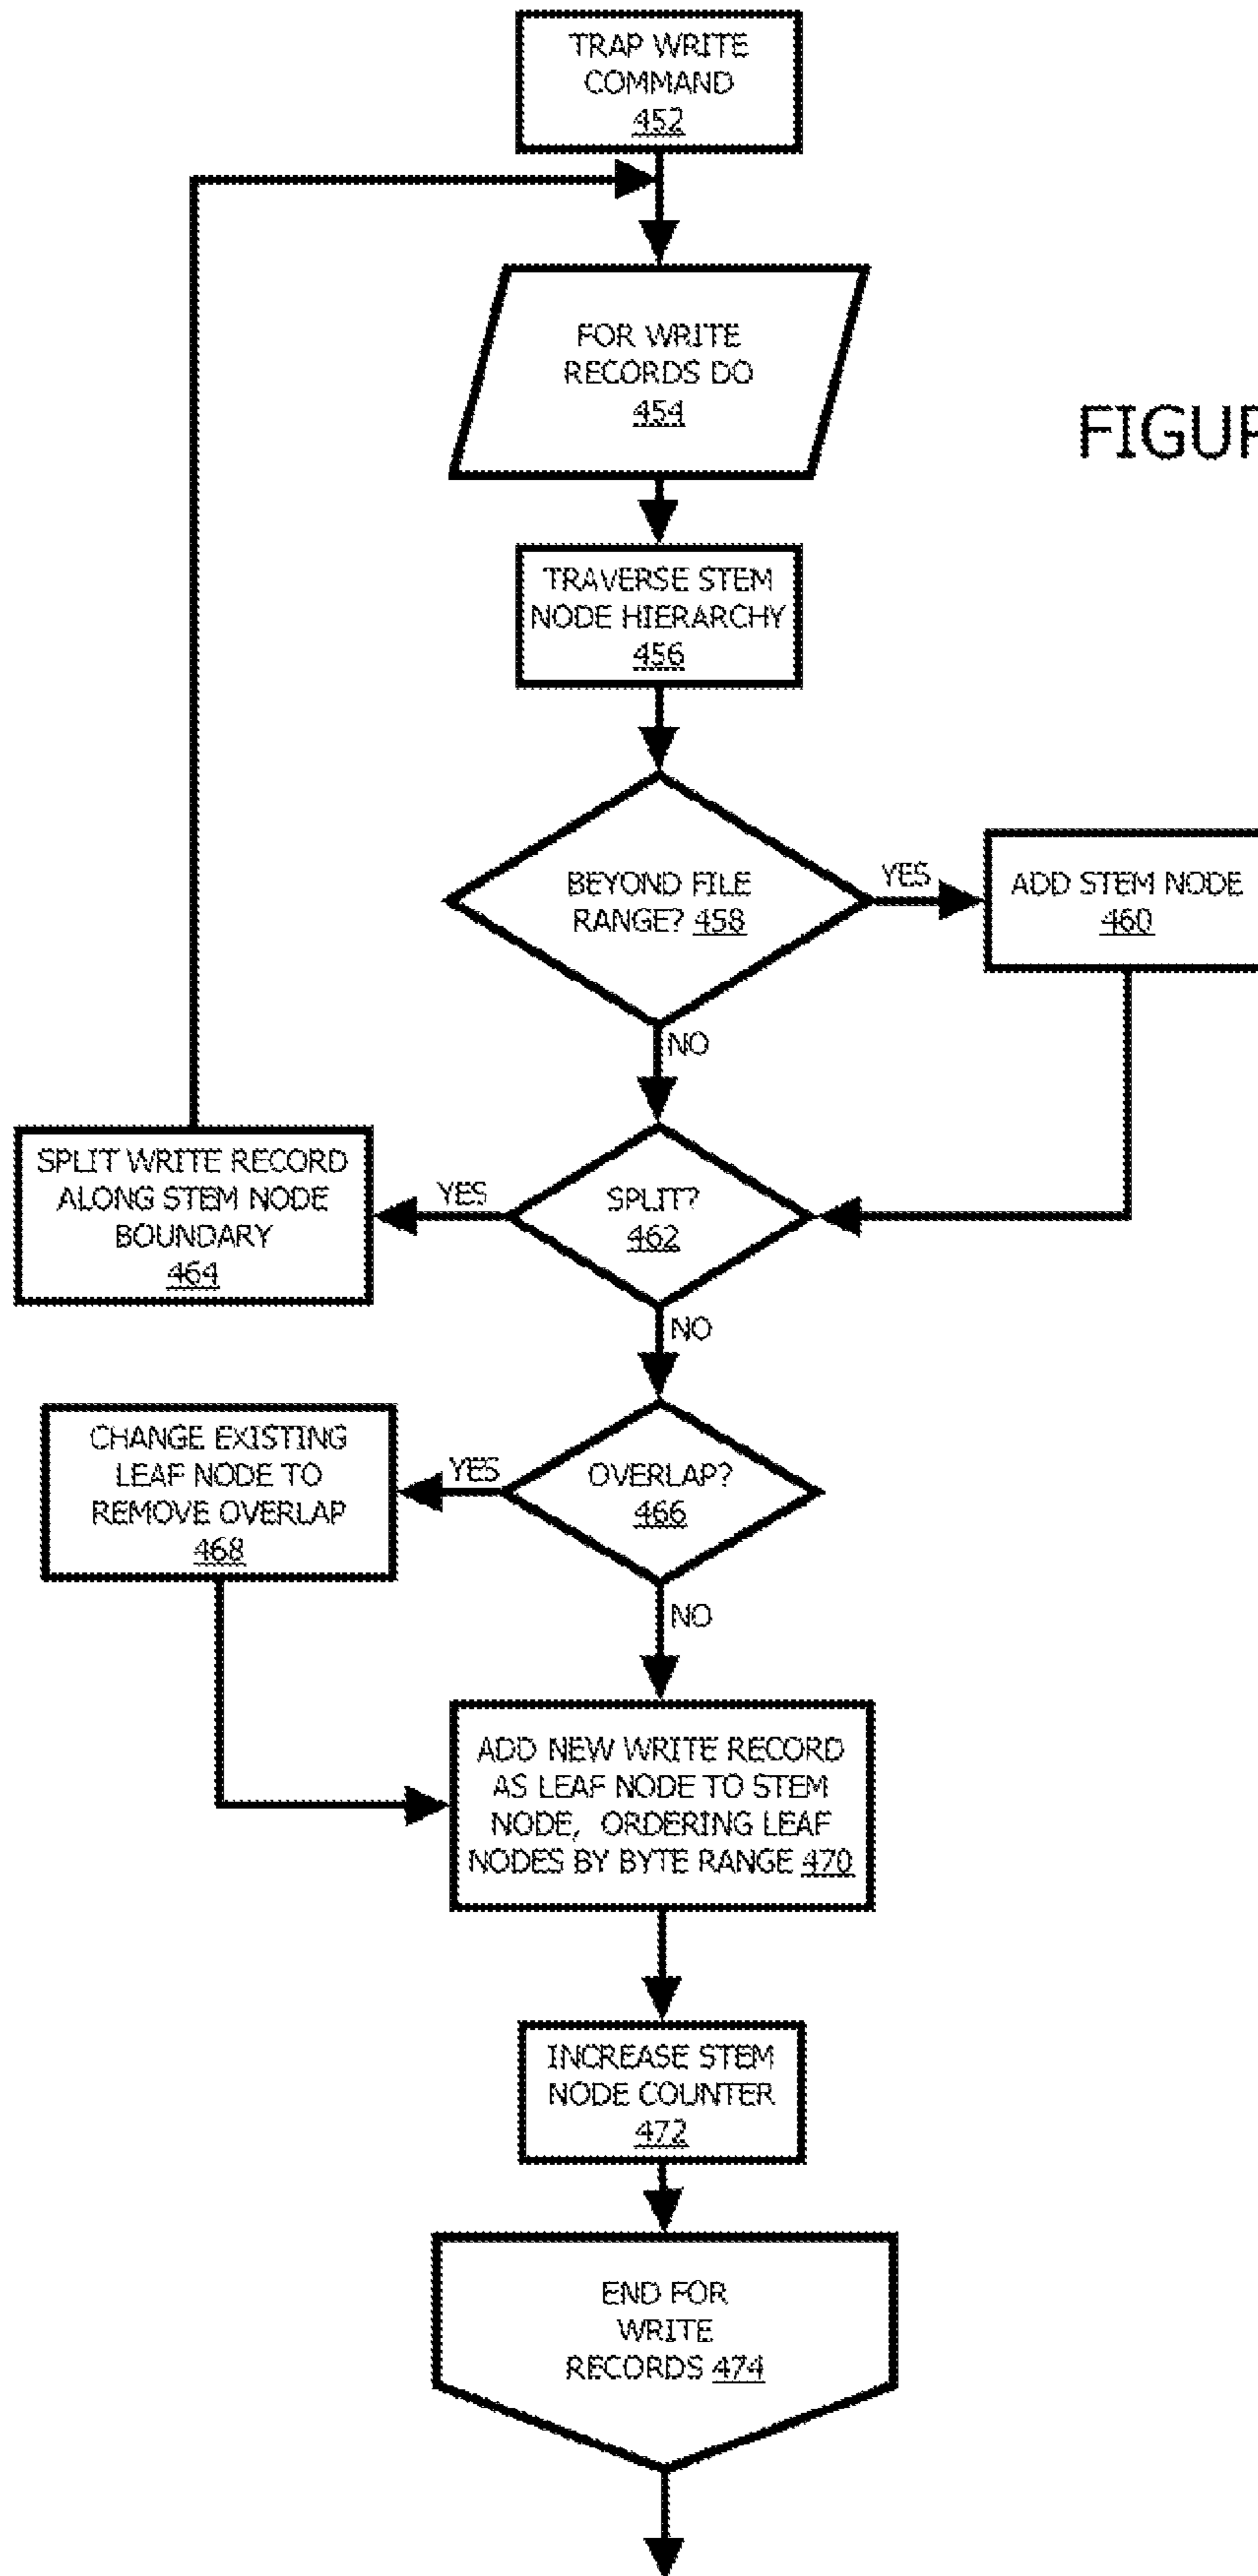 TRAP WRITE
COMMAND
452
FOR WRITE
RECORDS DO
454
TRAVERSE STEM
NODE HIERARCHY
456
BEYOND FILE
RANGE? 458
YES
ADD STEM NODE
460
NO
SPLIT WRITE RECORD
ALONG STEM NODE
BOUNDARY
464
YES
SPLIT?
462
NO
CHANGE EXISTING
LEAF NODE TO
REMOVE OVERLAP
468
YES
OVERLAP?
466
NO
ADD NEW WRITE RECORD
AS LEAF NODE TO STEM
NODE, ORDERING LEAF
NODES BY BYTE RANGE 470
INCREASE STEM
NODE COUNTER
472
END FOR
WRITE
RECORDS 474